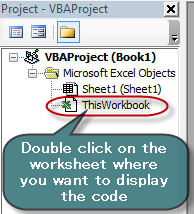 Project - VBAProject
VBAProject (Book1)
Microsoft Excel Objects
Sheet1 (Sheet1)
ThisWorkbook
Double click on the
worksheet where
you want to display
the code